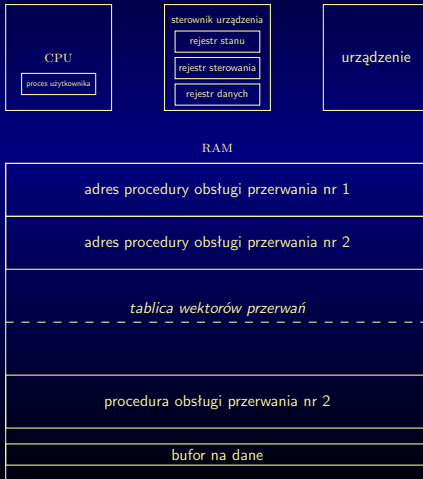 CPU
proces użytkownika
sterownik urządzenia
rejestr stanu
rejestr sterowania
rejestr danych
urządzenie
RAM
adres procedury obsługi przerwania nr 1
adres procedury obsługi przerwania nr 2
tablica wektorów przerwań
procedura obsługi przerwania nr 2
bufor na dane